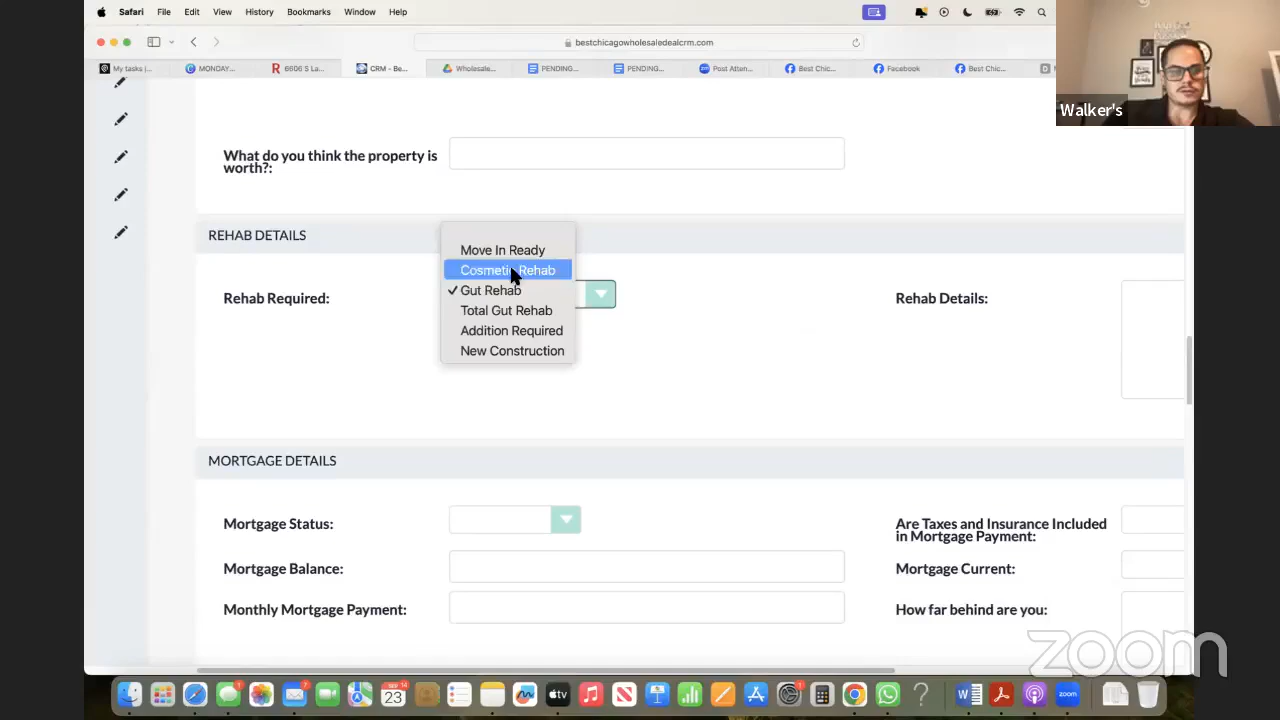 Safari File Edit View History Bookmarks Window Help
bestchicagowholesaledealcrm.com
My tasks |... MONDAY... 6606 S La... CRM - Be... Wholesale... PENDING... PENDING... Post Atten... Best Chic... Facebook Best Chic...
Walker's
What do you think the property is
worth?:
REHAB DETAILS
Move In Ready
Cosmetic Rehab
Gut Rehab
Total Gut Rehab
Addition Required
New Construction
Rehab Required:
Rehab Details:
MORTGAGE DETAILS
Mortgage Status:
Are Taxes and Insurance Included
in Mortgage Payment:
Mortgage Balance:
Mortgage Current:
Monthly Mortgage Payment:
How far behind are you:
zoom
SEP
23
tv
zoom